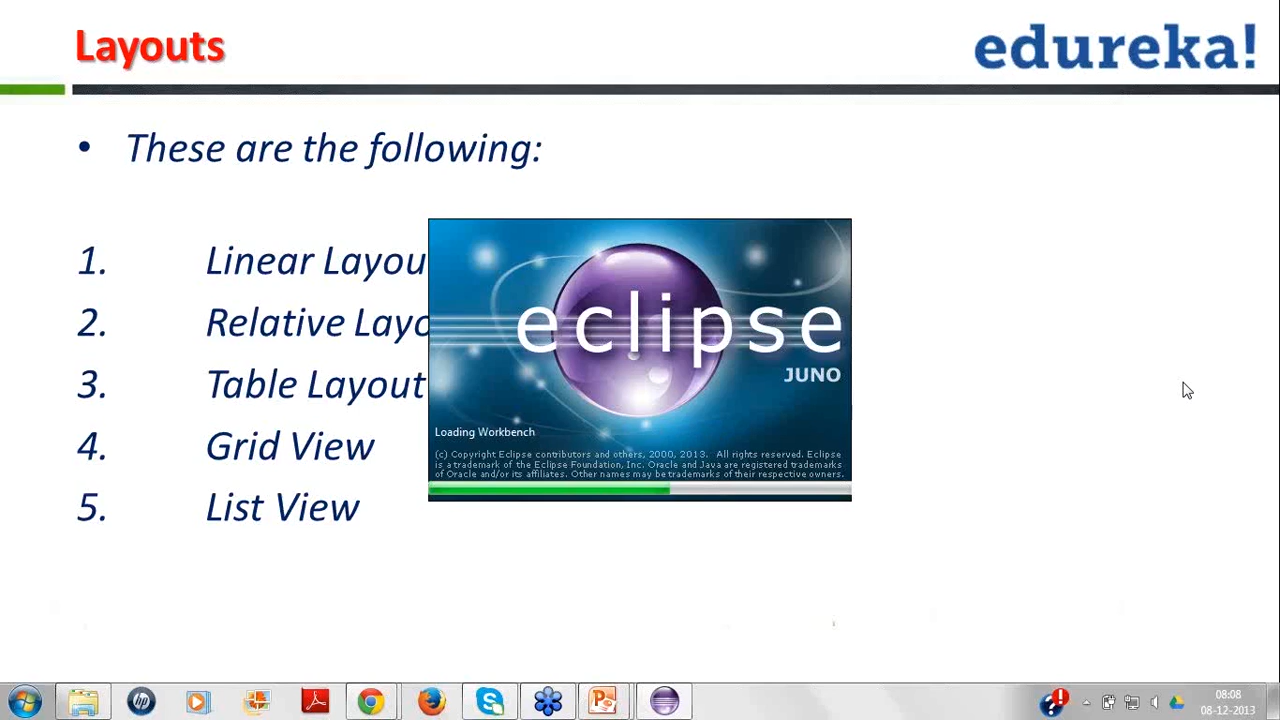 Layouts
edureka!
• These are the following:
1. Linear Layou
2. Relative Layo
3. Table Layout
4. Grid View
5. List View
eclipse
JUNO
Loading Workbench
(c) Copyright Eclipse contributors and others, 2000, 2013. All rights reserved. Eclipse
is a trademark of the Eclipse Foundation, Inc. Oracle and Java are registered trademarks
of Oracle and/or its affiliates. Other names may be trademarks of their respective owners.
hp
08:08
08-12-2013